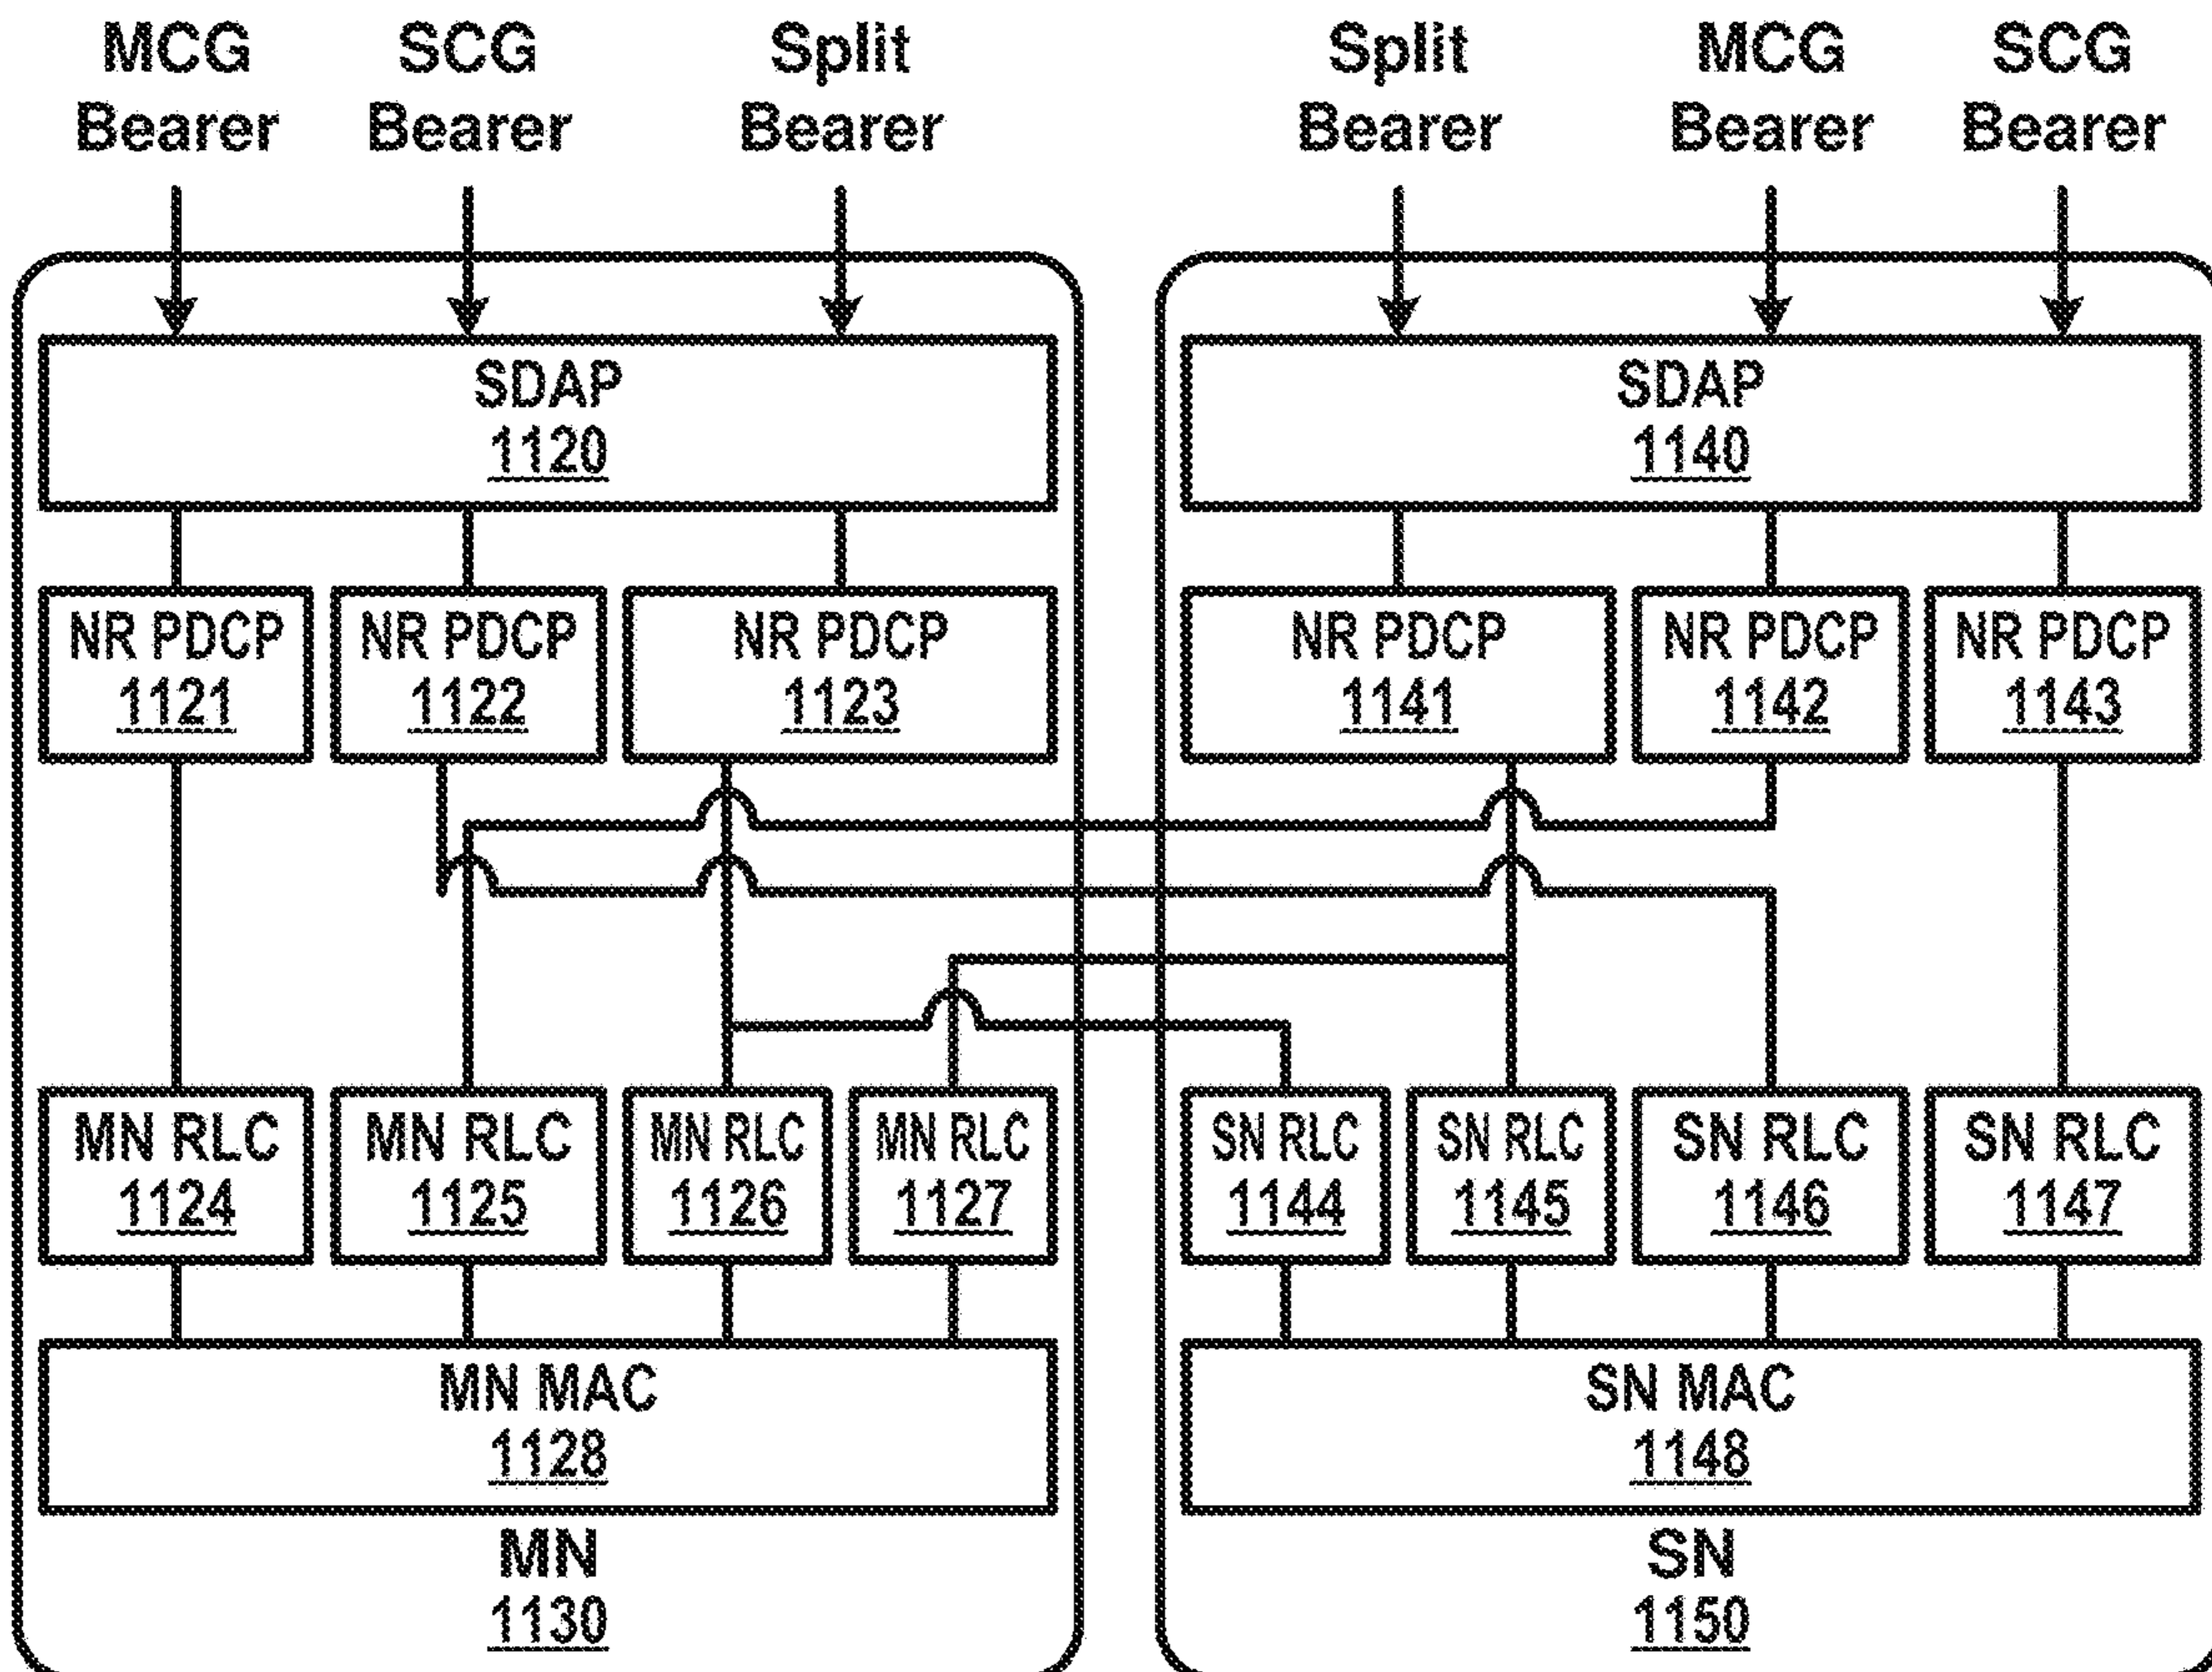 MCG Bearer
SCG Bearer
Split Bearer
Split Bearer
MCG Bearer
SCG Bearer
SDAP
1120
SDAP
1140
NR PDCP
1121
NR PDCP
1122
NR PDCP
1123
NR PDCP
1141
NR PDCP
1142
NR PDCP
1143
MN RLC
1124
MN RLC
1125
MN RLC
1126
MN RLC
1127
SN RLC
1144
SN RLC
1145
SN RLC
1146
SN RLC
1147
MN MAC
1128
SN MAC
1148
MN
1130
SN
1150